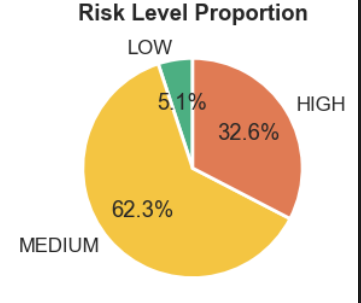 Risk Level Proportion
LOW
5.1%
HIGH
32.6%
62.3%
MEDIUM